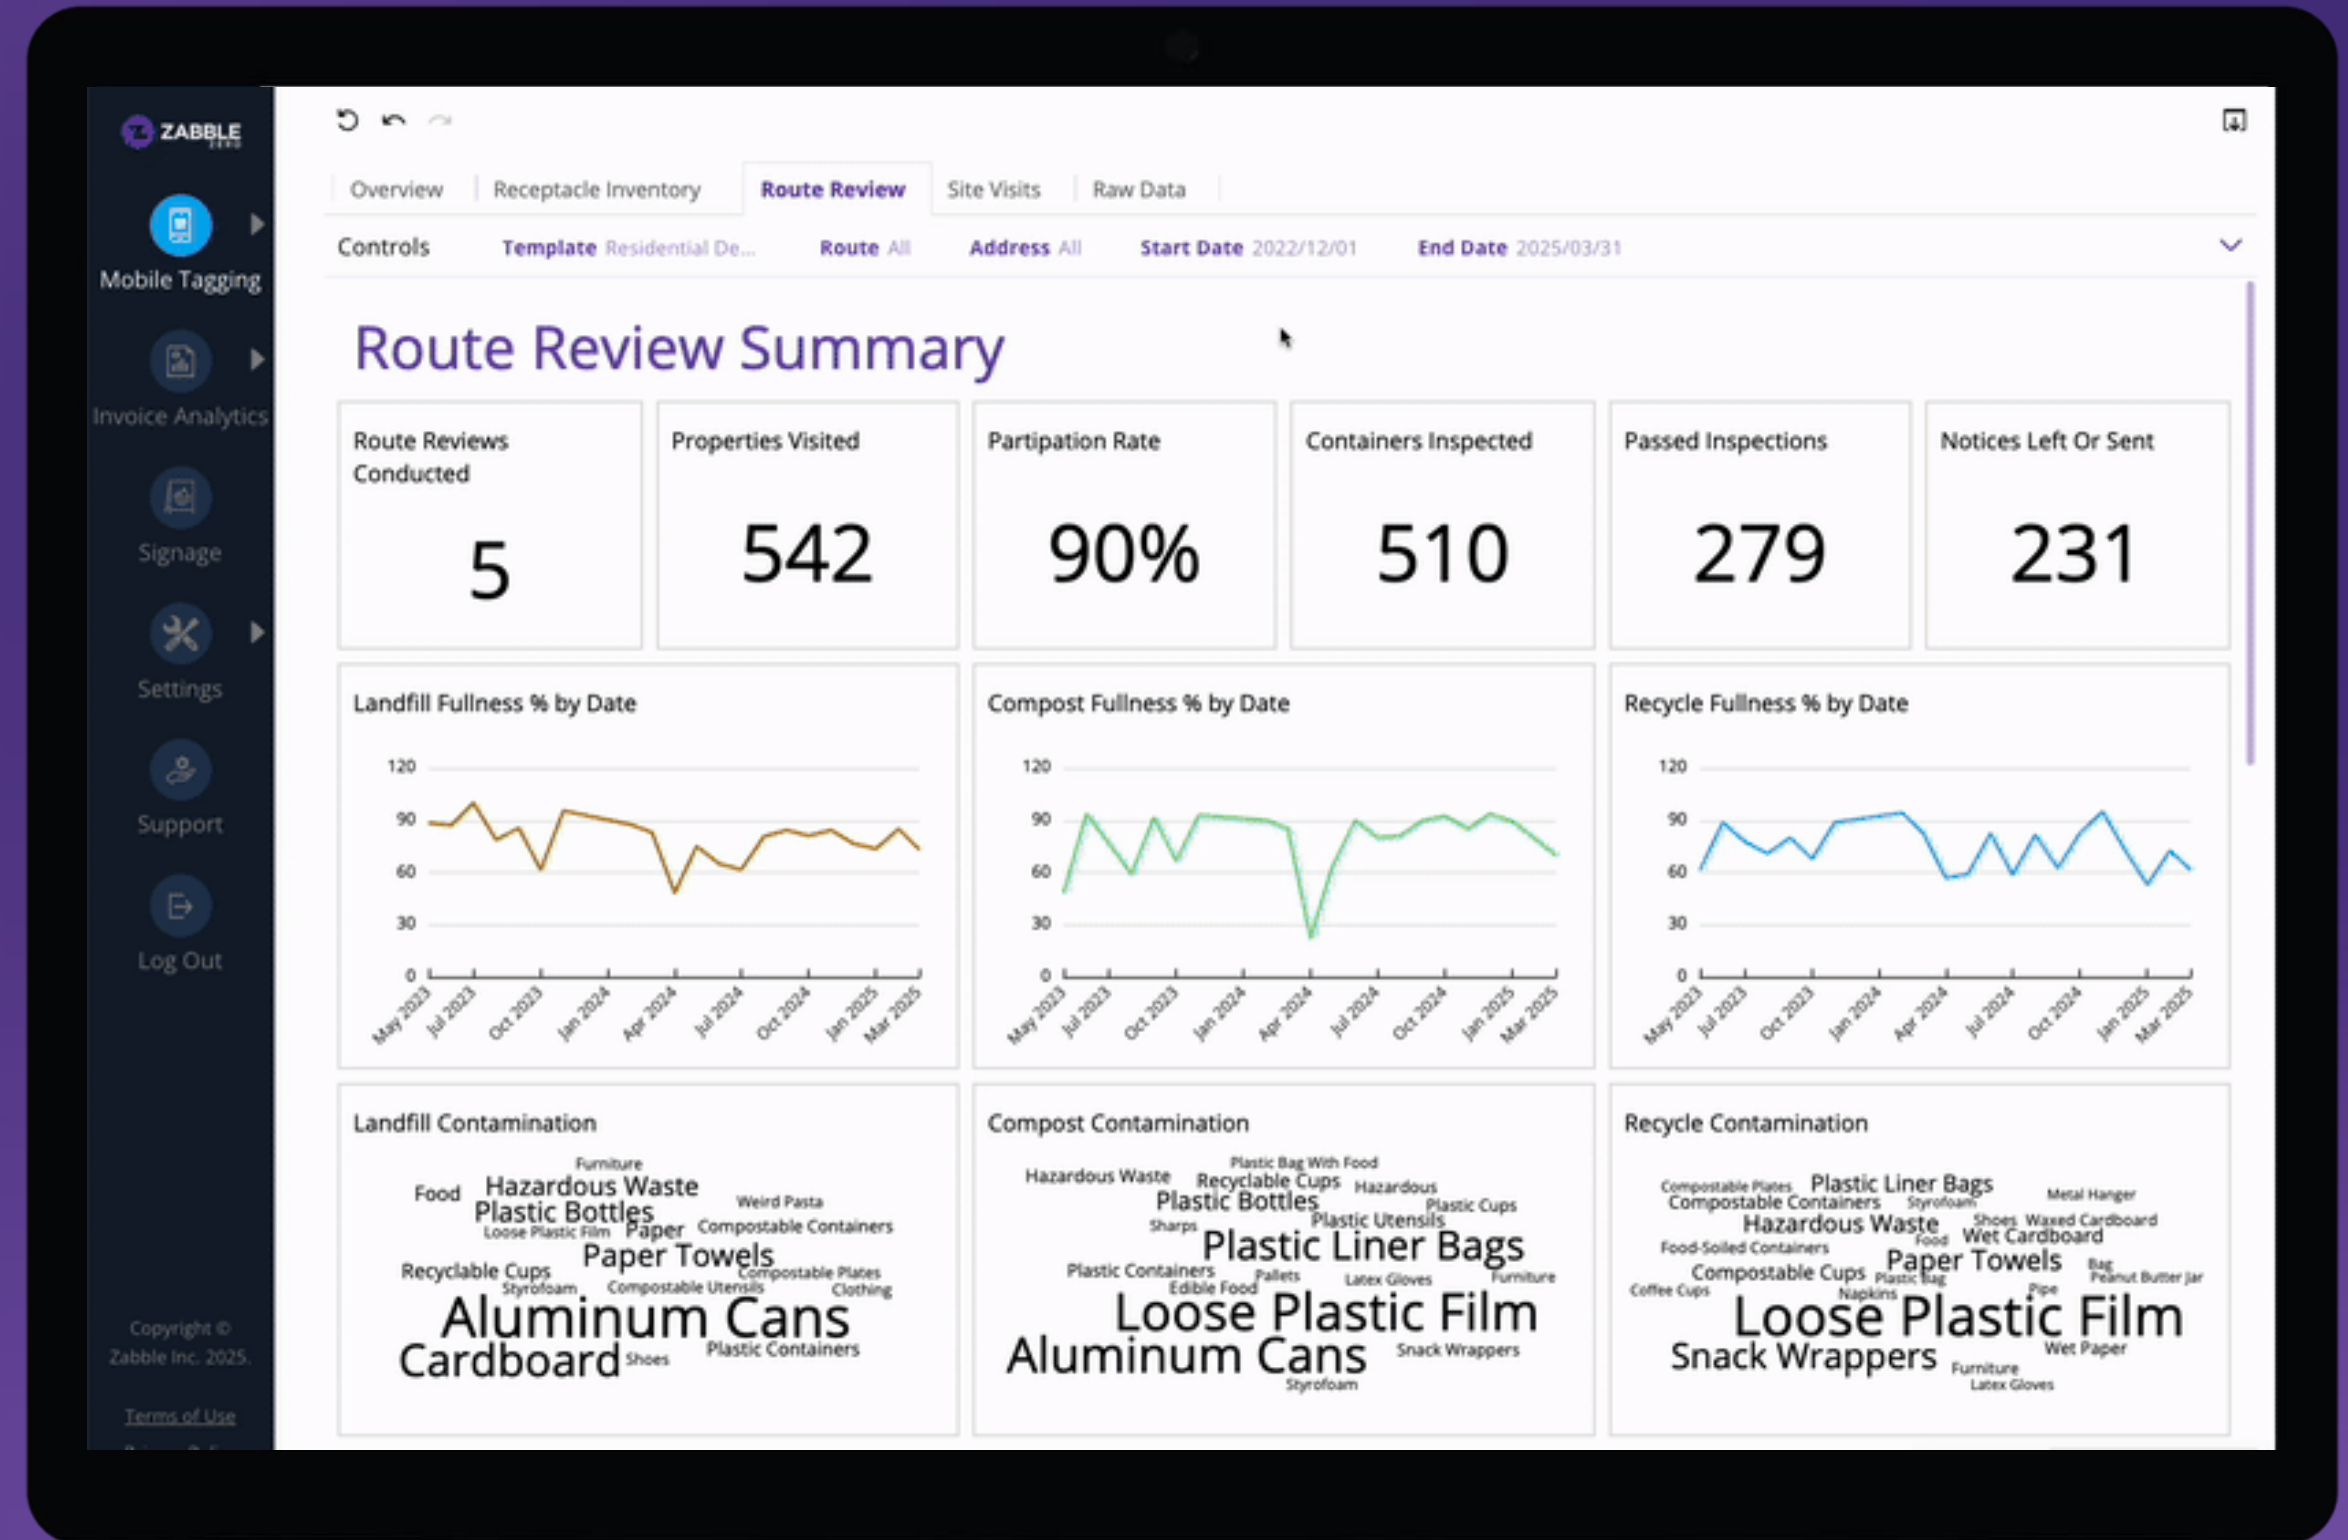 ZABBLE
ZERO
Mobile Tagging
Invoice Analytics
Signage
Settings
Support
Log Out
Copyright ©
Zabble Inc. 2025.
Terms of Use
Overview
Receptacle Inventory
Route Review
Site Visits
Raw Data
Controls
Template Residential De...
Route All
Address All
Start Date 2022/12/01
End Date 2025/03/31
Route Review Summary
Route Reviews
Conducted
5
Properties Visited
542
Partipation Rate
90%
Containers Inspected
510
Passed Inspections
279
Notices Left Or Sent
231
Landfill Fullness % by Date
120
90
60
30
0
May 2023
Jul 2023
Oct 2023
Jan 2024
Apr 2024
Jul 2024
Oct 2024
Jan 2025
Mar 2025
Compost Fullness % by Date
120
90
60
30
0
May 2023
Jul 2023
Oct 2023
Jan 2024
Apr 2024
Jul 2024
Oct 2024
Jan 2025
Mar 2025
Recycle Fullness % by Date
120
90
60
30
0
May 2023
Jul 2023
Oct 2023
Jan 2024
Apr 2024
Jul 2024
Oct 2024
Jan 2025
Mar 2025
Landfill Contamination
Furniture
Food
Hazardous Waste
Weird Pasta
Plastic Bottles
Loose Plastic Film
Paper
Compostable Containers
Paper Towels
Recyclable Cups
Compostable Plates
Styrofoam
Compostable Utensils
Clothing
Aluminum Cans
Cardboard
Shoes
Plastic Containers
Compost Contamination
Plastic Bag With Food
Hazardous Waste
Recyclable Cups
Hazardous
Plastic Bottles
Plastic Cups
Sharps
Plastic Utensils
Plastic Liner Bags
Plastic Containers
Pallets
Latex Gloves
Furniture
Edible Food
Loose Plastic Film
Aluminum Cans
Snack Wrappers
Styrofoam
Recycle Contamination
Compostable Plates
Plastic Liner Bags
Metal Hanger
Compostable Containers
Styrofoam
Hazardous Waste
Shoes
Waxed Cardboard
Food
Wet Cardboard
Food-Soiled Containers
Paper Towels
Bag
Compostable Cups
Plastic Bag
Peanut Butter Jar
Coffee Cups
Napkins
Pipe
Loose Plastic Film
Snack Wrappers
Wet Paper
Furniture
Latex Gloves